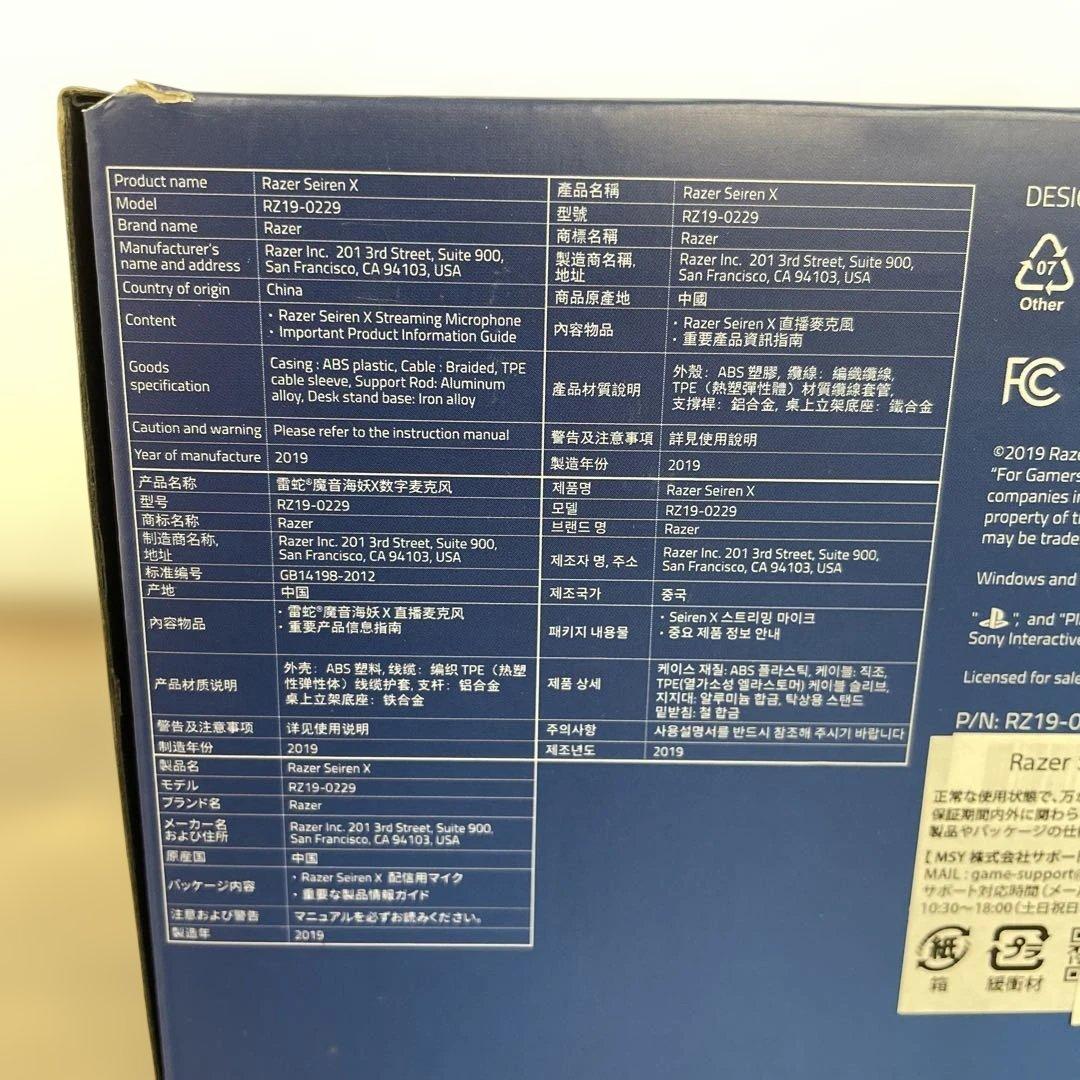 Product name Razer Seiren X
Model RZ19-0229
Brand name Razer
Manufacturer's name and address Razer Inc. 201 3rd Street, Suite 900, San Francisco, CA 94103, USA
Country of origin China
Content
・Razer Seiren X Streaming Microphone
・Important Product Information Guide
Goods specification
Casing : ABS plastic, Cable : Braided, TPE
cable sleeve, Support Rod: Aluminum
alloy, Desk stand base: Iron alloy
Caution and warning Please refer to the instruction manual
Year of manufacture 2019
產品名稱 Razer Seiren X
型號 RZ19-0229
商標名稱 Razer
製造商名稱, 地址 Razer Inc. 201 3rd Street, Suite 900, San Francisco, CA 94103, USA
商品原產地 中國
內容物品
・Razer Seiren X 直播麥克風
・重要產品資訊指南
產品材質說明
外殼: ABS 塑膠, 纜線: 編織纜線,
TPE (熱塑彈性體) 材質纜線套管,
支撐桿: 鋁合金, 桌上立架底座: 鐵合金
警告及注意事項 詳見使用說明
製造年份 2019
产品名称 雷蛇®魔音海妖X数字麦克风
型号 RZ19-0229
商标名称 Razer
制造商名称, 地址 Razer Inc. 201 3rd Street, Suite 900, San Francisco, CA 94103, USA
标准编号 GB14198-2012
产地 中国
內容物品
・雷蛇®魔音海妖 X 直播麦克风
・重要产品信息指南
产品材质说明
外壳: ABS 塑料, 线缆: 编织 TPE (热塑
性弹性体) 线缆护套, 支杆: 铝合金
桌上立架底座: 铁合金
警告及注意事项 详见使用说明
制造年份 2019
제품명 Razer Seiren X
모델 RZ19-0229
브랜드 명 Razer
제조자 명, 주소 Razer Inc. 201 3rd Street, Suite 900, San Francisco, CA 94103, USA
제조국가 중국
패키지 내용물
・Seiren X 스트리밍 마이크
・중요 제품 정보 안내
제품 상세
케이스 재질: ABS 플라스틱, 케이블: 직조,
TPE(열가소성 엘라스토머) 케이블 슬리브,
지지대: 알루미늄 합금, 탁상용 스탠드
밑받침: 철 합금
주의사항 사용설명서를 반드시 참조해 주시기 바랍니다
제조년도 2019
製品名 Razer Seiren X
モデル RZ19-0229
ブランド名 Razer
メーカー名 および住所 Razer Inc. 201 3rd Street, Suite 900, San Francisco, CA 94103, USA
原産国 中国
パッケージ内容
・Razer Seiren X 配信用マイク
・重要な製品情報ガイド
注意および警告 マニュアルを必ずお読みください。
製造年 2019
DESI
07
Other
FC
©2019 Raze
"For Gamers
companies in
property of t
may be trade
Windows and
" ", and "Pl
Sony Interactive
Licensed for sale
P/N: RZ19-0
Razer
正常な使用状態で、万
保証期間内外に関わら
製品やパッケージの仕
【 MSY 株式会社サポート
MAIL : game-support@
サポート対応時間 (メー
10:30～18:00 (土日祝日
紙
箱
プラ
緩衝材